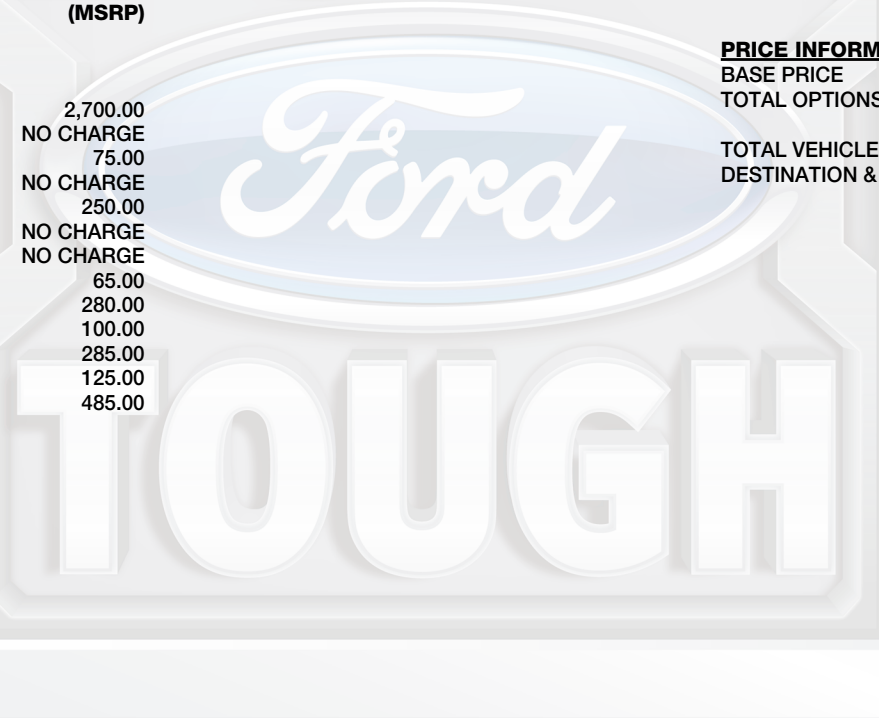 (MSRP)
2,700.00
NO CHARGE
75.00
NO CHARGE
250.00
NO CHARGE
NO CHARGE
65.00
280.00
100.00
285.00
125.00
485.00
PRICE INFORM
BASE PRICE
TOTAL OPTIONS
TOTAL VEHICLE
DESTINATION &
Ford
TOUGH